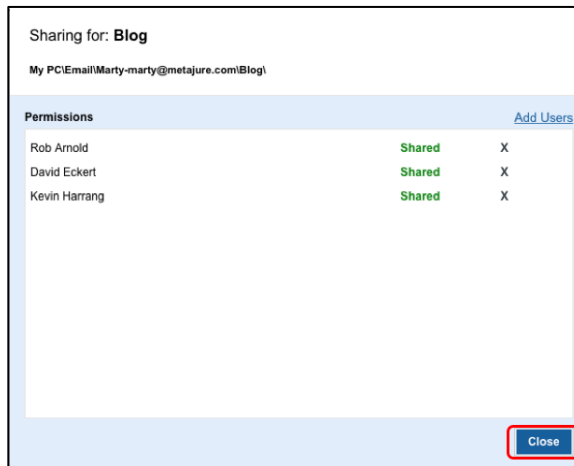 Sharing for: Blog
My PC\Email\Marty-marty@metajure.com\Blog\
Permissions Add Users
Rob Arnold Shared X
David Eckert Shared X
Kevin Harrang Shared X
Close